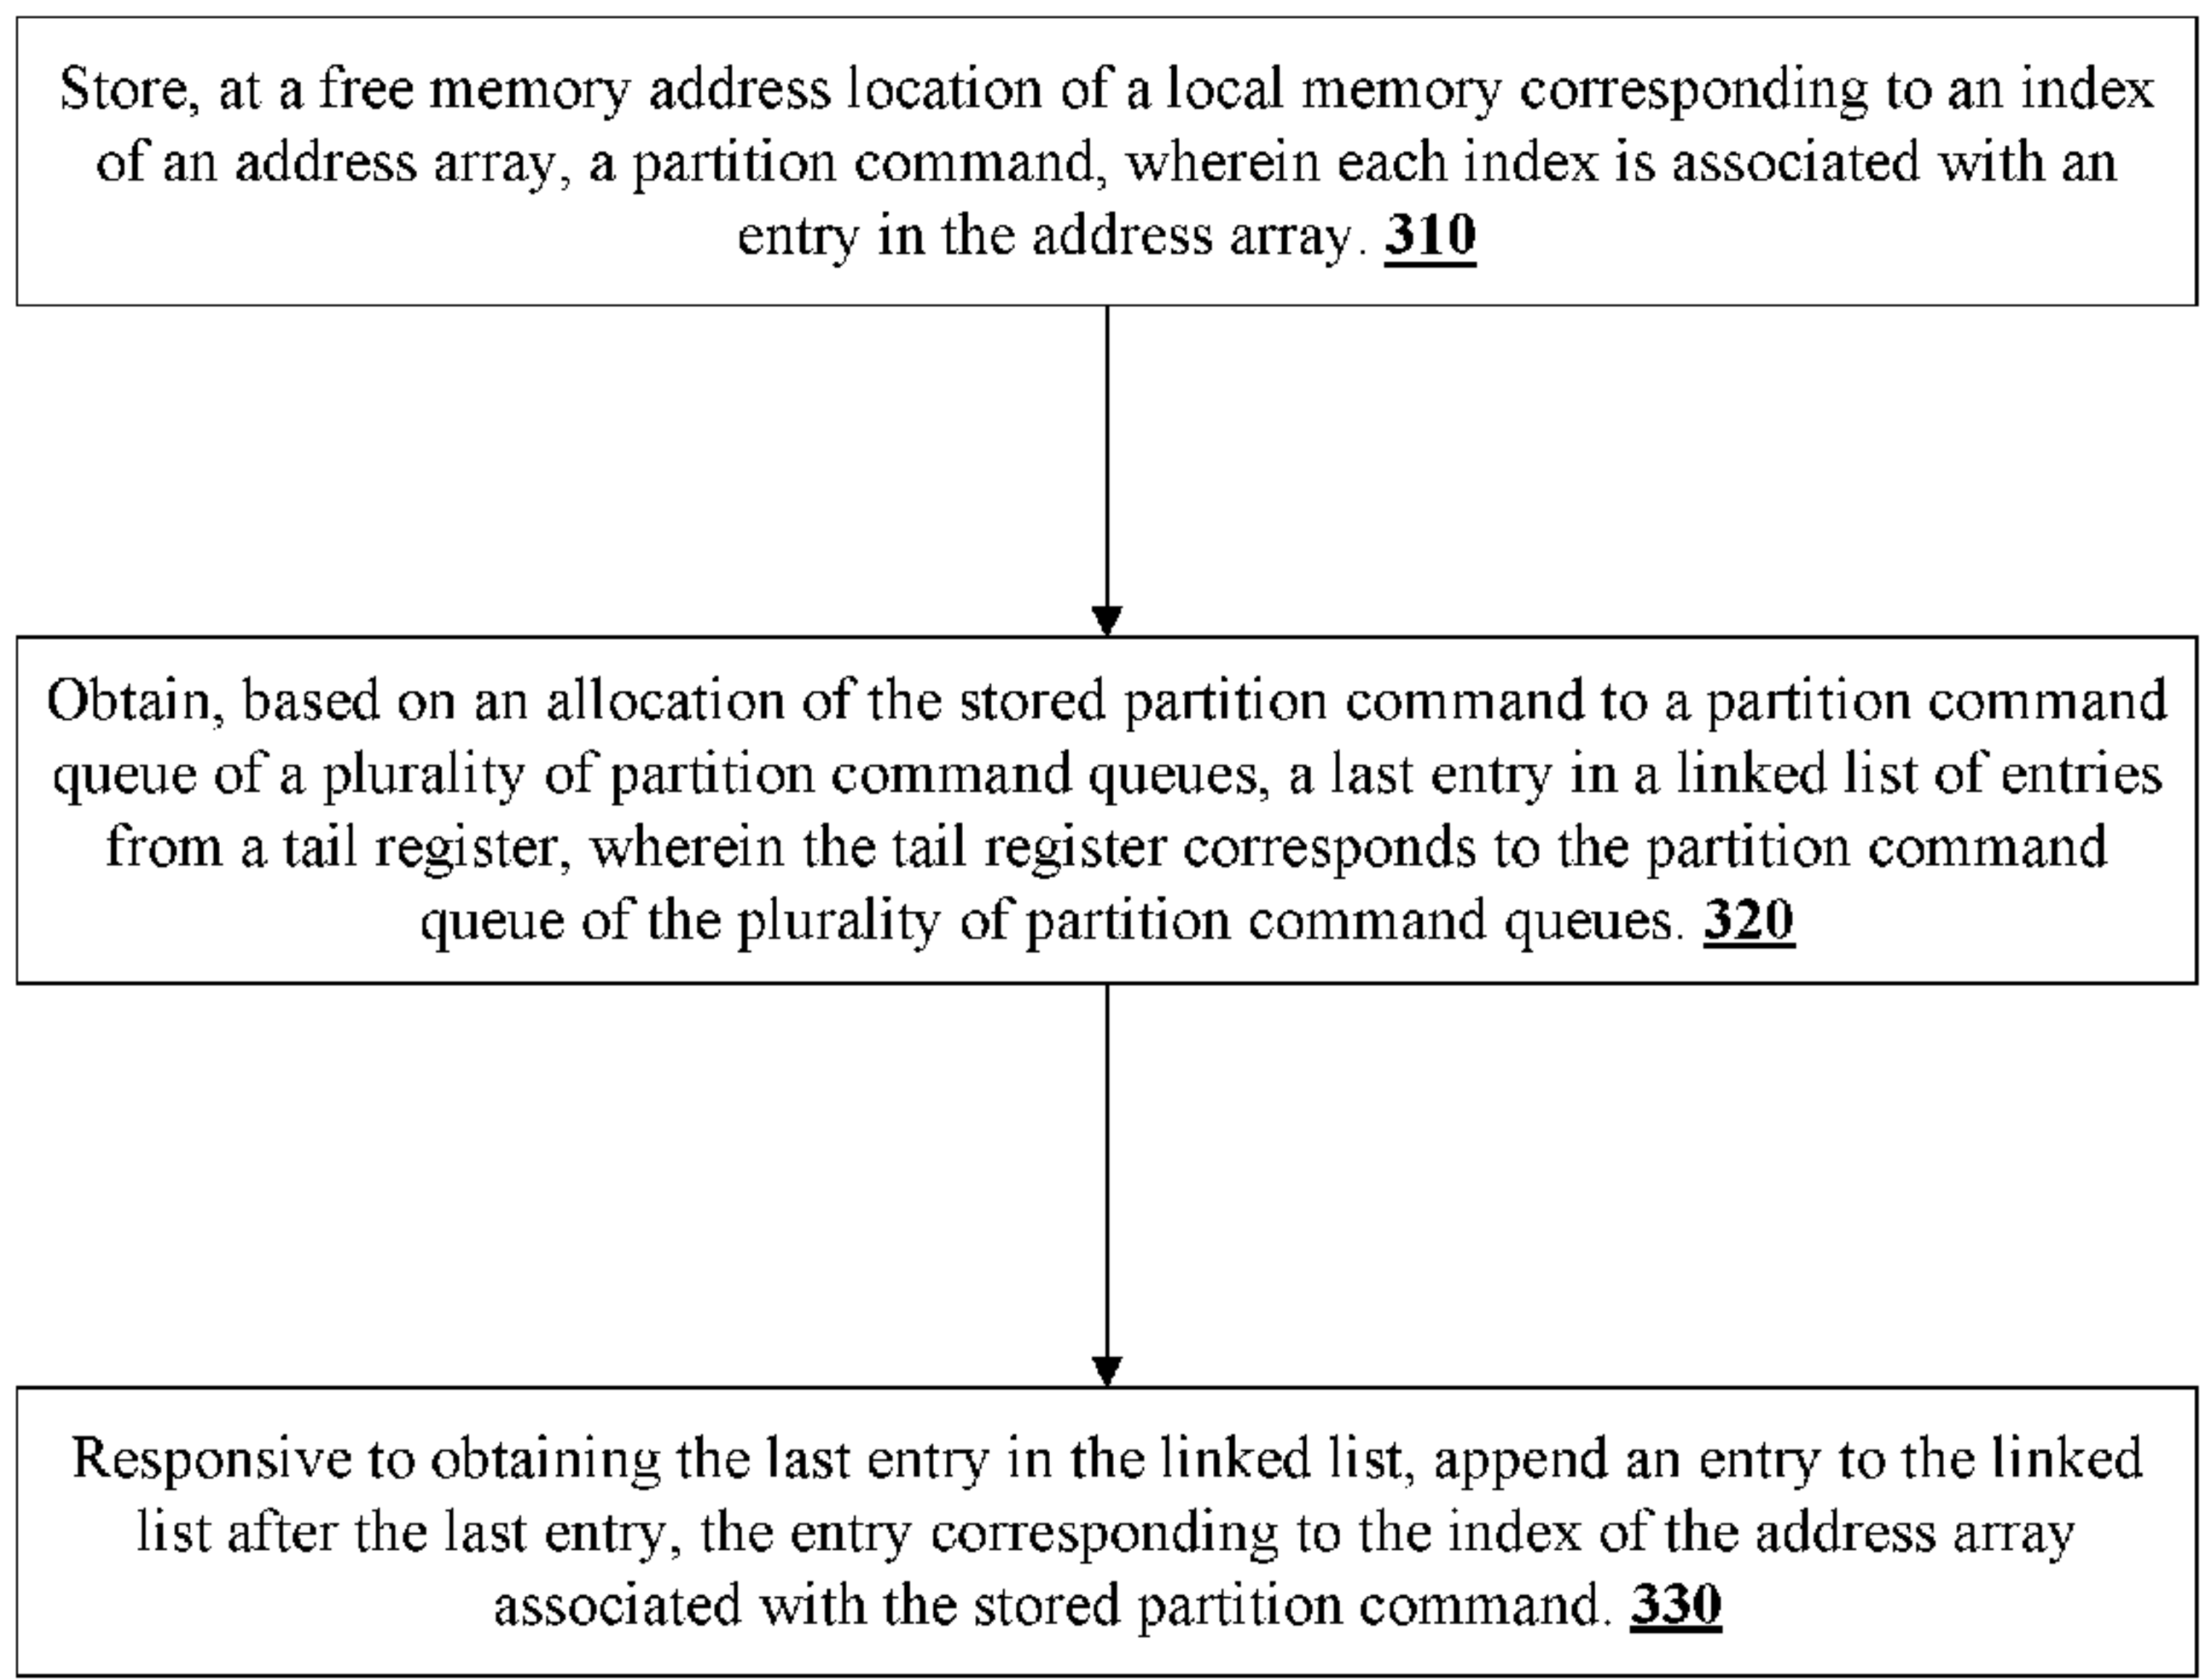 Store, at a free memory address location of a local memory corresponding to an index
of an address array, a partition command, wherein each index is associated with an
entry in the address array. 310
Obtain, based on an allocation of the stored partition command to a partition command
queue of a plurality of partition command queues, a last entry in a linked list of entries
from a tail register, wherein the tail register corresponds to the partition command
queue of the plurality of partition command queues. 320
Responsive to obtaining the last entry in the linked list, append an entry to the linked
list after the last entry, the entry corresponding to the index of the address array
associated with the stored partition command. 330